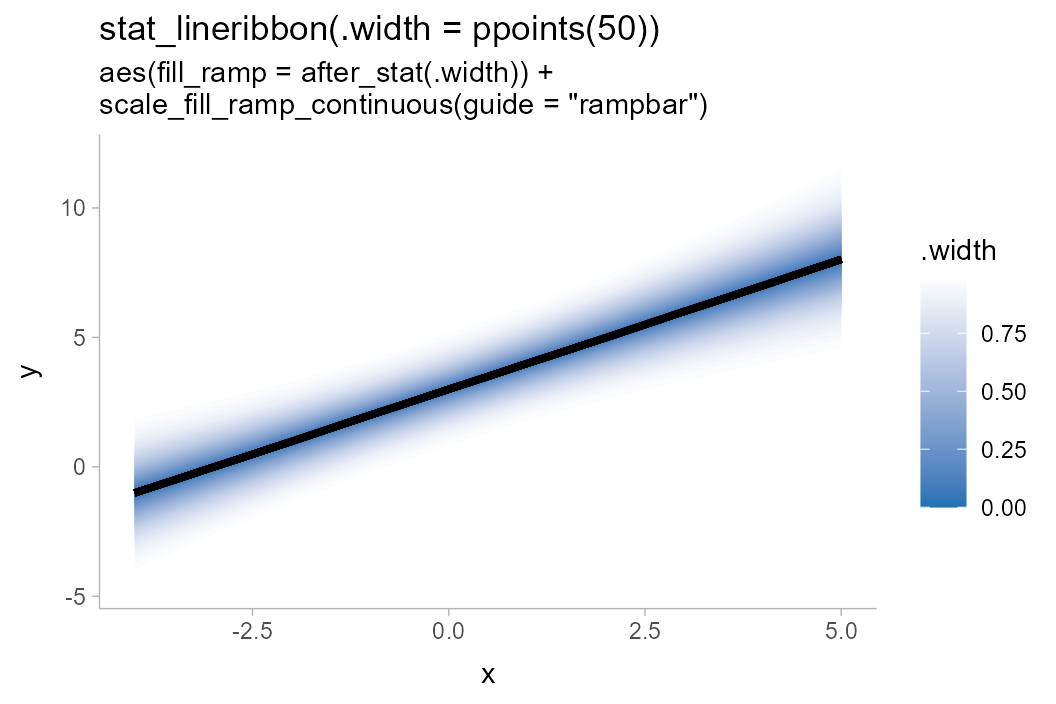 stat_lineribbon(.width = ppoints(50))
aes(fill_ramp = after_stat(.width)) +
scale_fill_ramp_continuous(guide = "rampbar")
10
5
0
-5
y
-2.5
0.0
2.5
5.0
x
.width
0.75
0.50
0.25
0.00